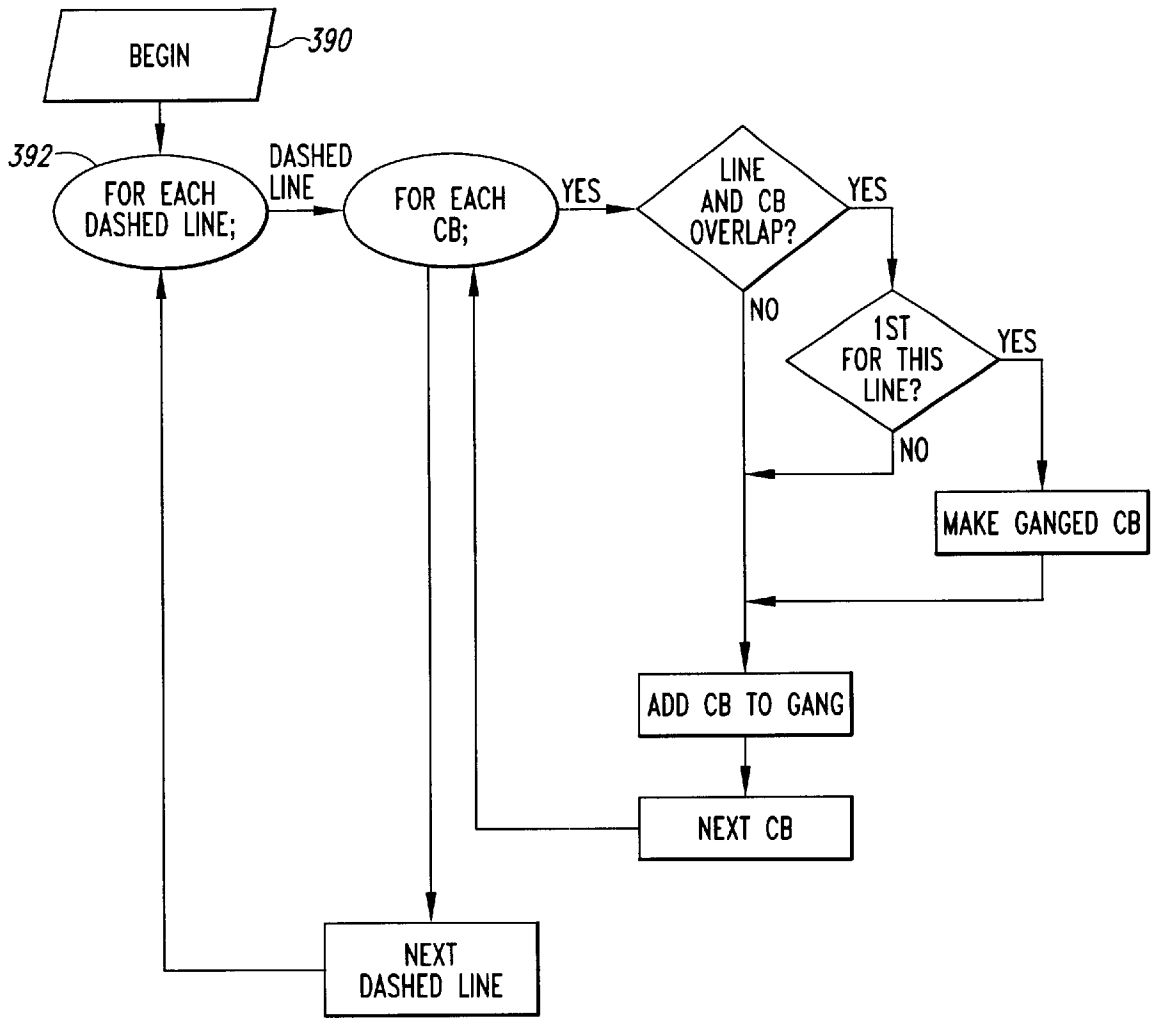 BEGIN
390
392
FOR EACH
DASHED LINE;
DASHED
LINE
FOR EACH
CB;
YES
LINE
AND CB
OVERLAP?
YES
NO
1ST
FOR THIS
LINE?
YES
NO
MAKE GANGED CB
ADD CB TO GANG
NEXT CB
NEXT
DASHED LINE